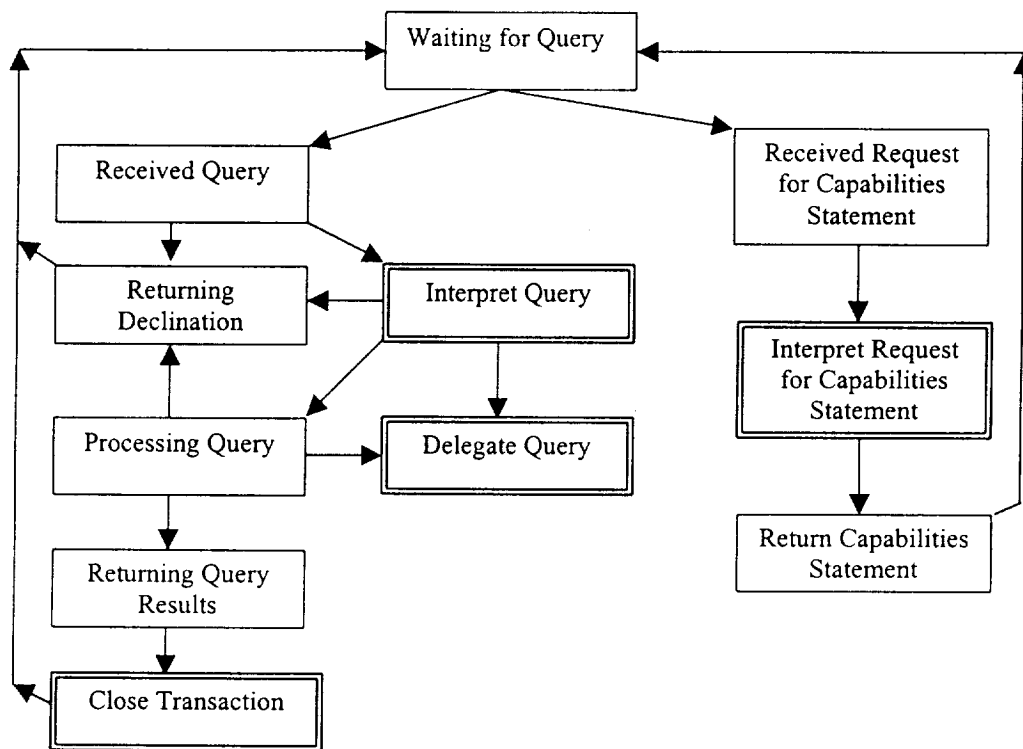 Waiting for Query
Received Query
Received Request
for Capabilities
Statement
Returning
Declination
Interpret Query
Interpret Request
for Capabilities
Statement
Processing Query
Delegate Query
Returning Query
Results
Return Capabilities
Statement
Close Transaction